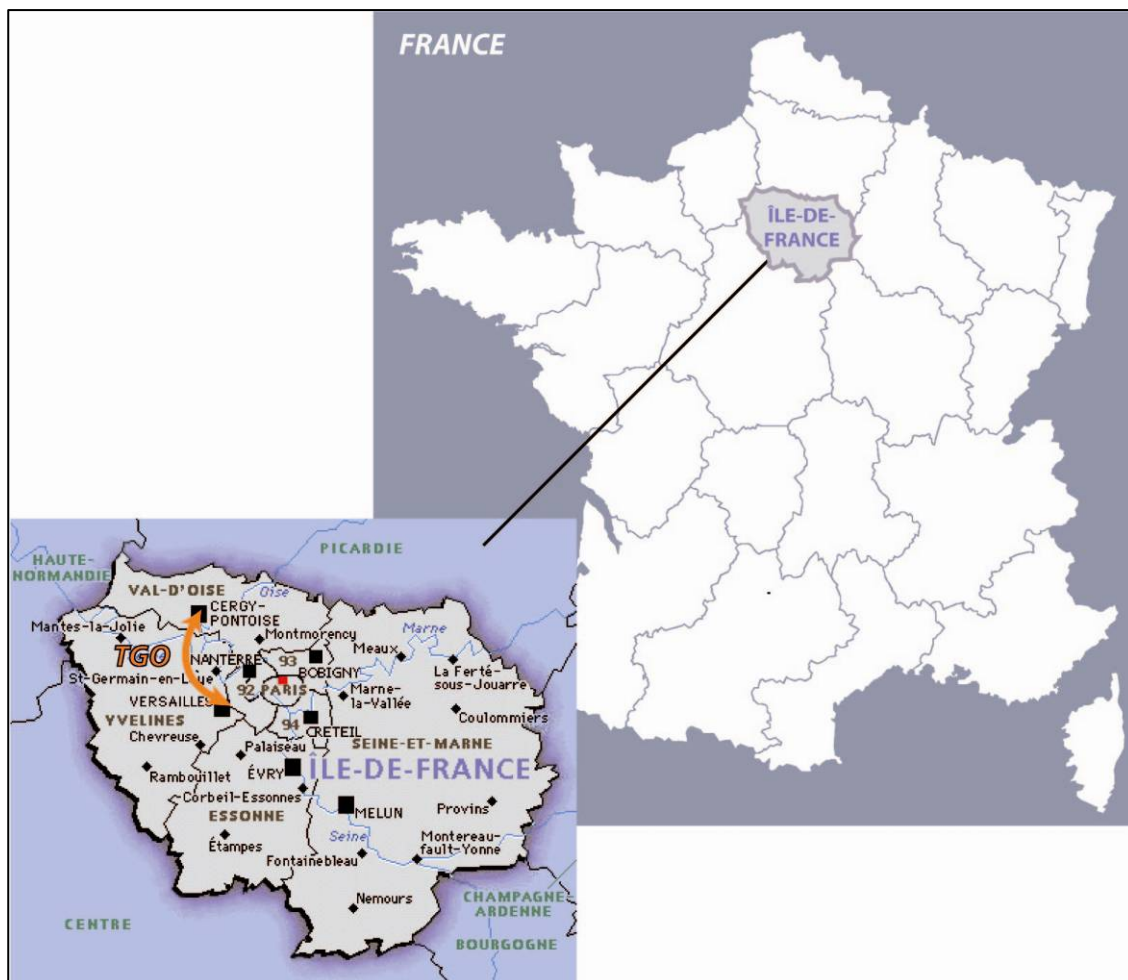 FRANCE
ÎLE-DE-
FRANCE
PICARDIE
HAUTE-
NORMANDIE
VAL-D'OISE
Oise
CERGY-
PONTOISE
Mantes-la-Jolie
Montmorency
Marne
TGO
NANTERRE
93
BOBIGNY
Meaux
La Ferté-
sous-Jouarre
St-Germain-en-Laye
92
PARIS
Marne-
la-Vallée
VERSAILLES
YVELINES
94
CRETEIL
Coulommiers
Chevreuse
Palaiseau
SEINE-ET-MARNE
Rambouillet
ÉVRY
ÎLE-DE-FRANCE
Corbeil-Essonnes
ESSONNE
MELUN
Provins
Étampes
Seine
Montereau-
fault-Yonne
Fontainebleau
Nemours
CHAMPAGNE-
ARDENNE
CENTRE
BOURGOGNE